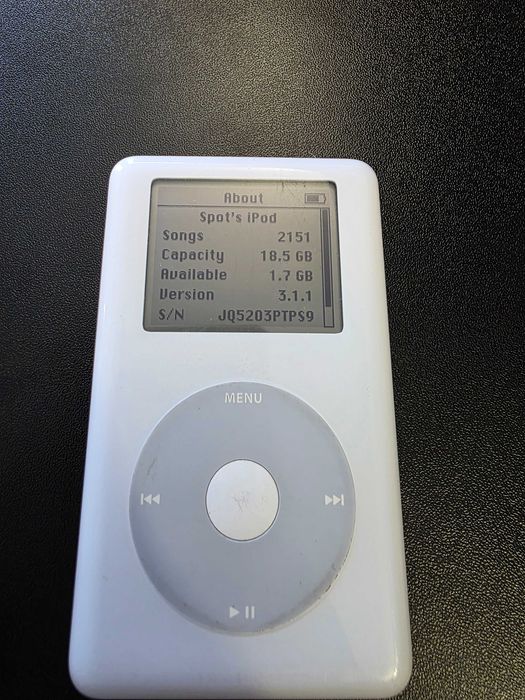 About
Spot's iPod
Songs 2151
Capacity 18.5 GB
Available 1.7 GB
Version 3.1.1
S/N JQ5203PTPS9
MENU